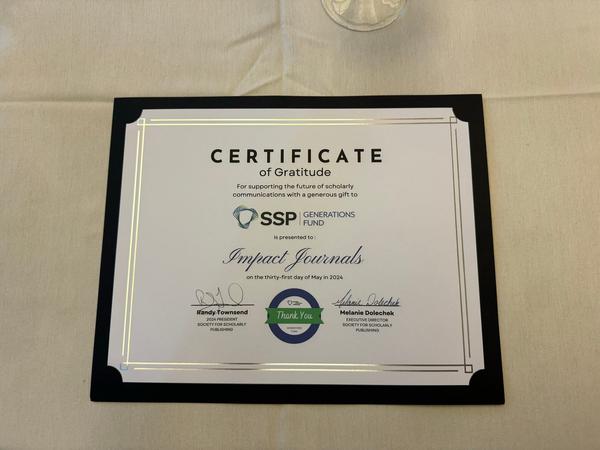 CERTIFICATE
of Gratitude
For supporting the future of scholarly
communications with a generous gift to
SSP GENERATIONS
FUND
is presented to :
Impact Journals
on the thirty-first day of May in 2024
Randy Townsend
2024 PRESIDENT
SOCIETY FOR SCHOLARLY
PUBLISHING
Thank You
Melanie Dolechek
Melanie Dolechek
EXECUTIVE DIRECTOR
SOCIETY FOR SCHOLARLY
PUBLISHING